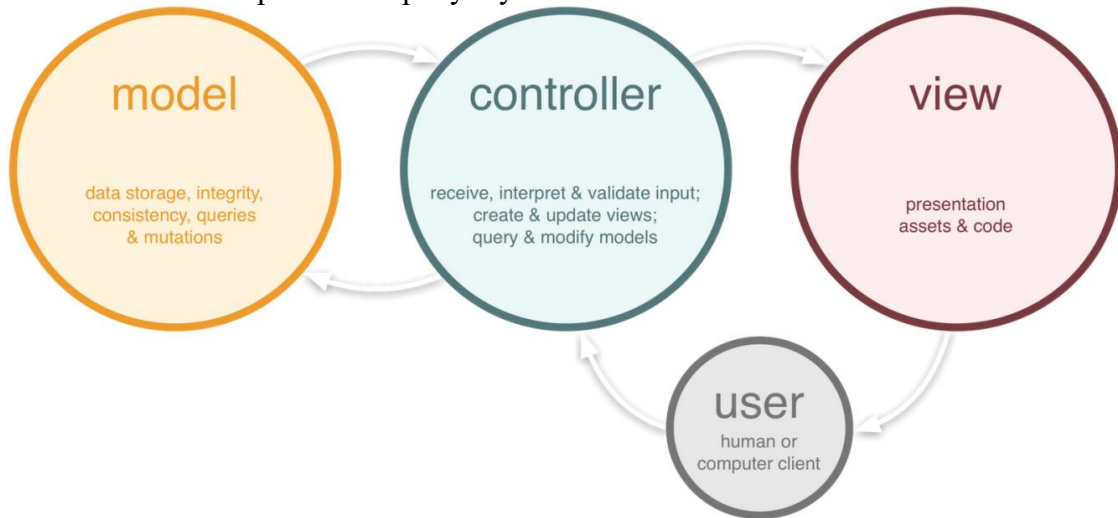 model
data storage, integrity,
consistency, queries
& mutations
controller
receive, interpret & validate input;
create & update views;
query & modify models
view
presentation
assets & code
user
human or
computer client